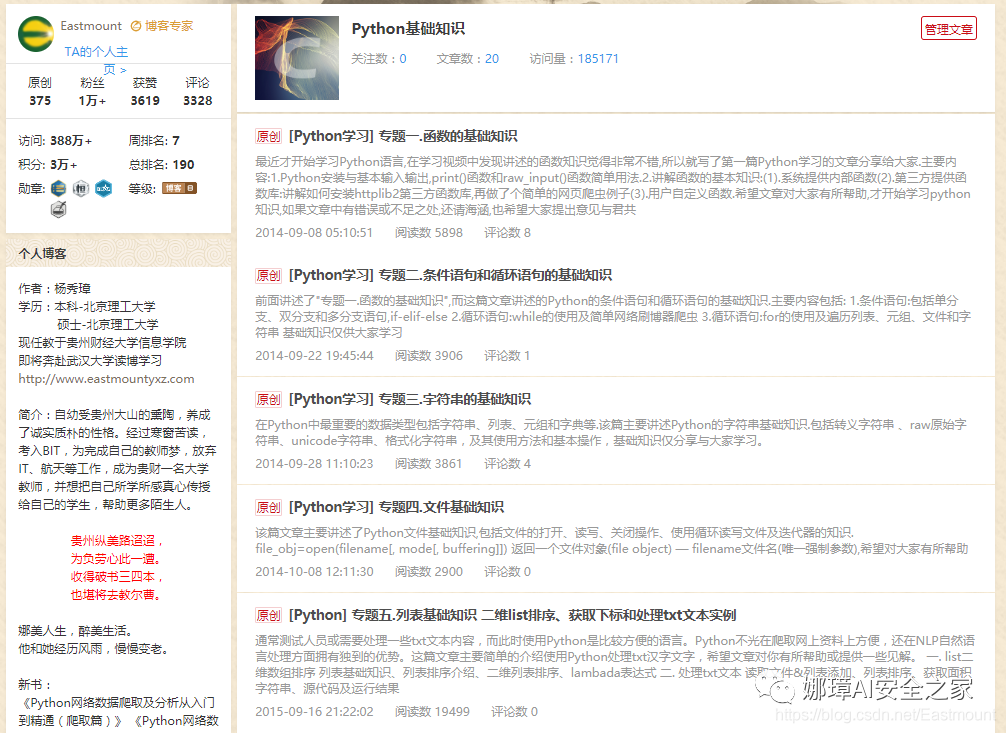 Eastmount 博客专家
TA的个人主
页 >
原创 粉丝 获赞 评论
375 1万+ 3619 3328
访问: 388万+ 周排名: 7
积分: 3万+ 总排名: 190
勋章: 等级: 博客 8
个人博客
作者：杨秀璋
学历：本科-北京理工大学
硕士-北京理工大学
现任教于贵州财经大学信息学院
即将奔赴武汉大学读博学习
http://www.eastmountyxz.com
简介：自幼受贵州大山的熏陶，养成
了诚实质朴的性格。经过寒窗苦读，
考入BIT，为完成自己的教师梦，放弃
IT、航天等工作，成为贵财一名大学
教师，并想把自己所学所感真心传授
给自己的学生，帮助更多陌生人。
贵州纵美路迢迢，
为负劳心此一遭。
收得破书三四本，
也堪将去教尔曹。
娜美人生，醉美生活。
他和她经历风雨，慢慢变老。
新书：
《Python网络数据爬取及分析从入门
到精通（爬取篇）》《Python网络数
Python基础知识
管理文章
关注数：0 文章数：20 访问量：185171
原创 [Python学习] 专题一.函数的基础知识
最近才开始学习Python语言,在学习视频中发现讲述的函数知识觉得非常不错,所以就写了第一篇Python学习的文章分享给大家.主要内
容:1.Python安装与基本输入输出,print()函数和raw_input()函数简单用法.2.讲解函数的基本知识:(1).系统提供内部函数(2).第三方提供函
数库:讲解如何安装httplib2第三方函数库,再做了个简单的网页爬虫例子(3).用户自定义函数.希望文章对大家有所帮助,才开始学习python
知识,如果文章中有错误或不足之处,还请海涵,也希望大家提出意见与君共
2014-09-08 05:10:51 阅读数 5898 评论数 8
原创 [Python学习] 专题二.条件语句和循环语句的基础知识
前面讲述了"专题一.函数的基础知识",而这篇文章讲述的Python的条件语句和循环语句的基础知识.主要内容包括: 1.条件语句:包括单分
支、双分支和多分支语句,if-elif-else 2.循环语句:while的使用及简单网络刷博器爬虫 3.循环语句:for的使用及遍历列表、元组、文件和字
符串 基础知识仅供大家学习
2014-09-22 19:45:44 阅读数 3906 评论数 1
原创 [Python学习] 专题三.字符串的基础知识
在Python中最重要的数据类型包括字符串、列表、元组和字典等.该篇主要讲述Python的字符串基础知识.包括转义字符串 、raw原始字
符串、unicode字符串、格式化字符串，及其使用方法和基本操作，基础知识仅分享与大家学习。
2014-09-28 11:10:23 阅读数 3861 评论数 4
原创 [Python学习] 专题四.文件基础知识
该篇文章主要讲述了Python文件基础知识,包括文件的打开、读写、关闭操作、使用循环读写文件及迭代器的知识.
file_obj=open(filename[, mode[, buffering]]) 返回一个文件对象(file object) — filename文件名(唯一强制参数),希望对大家有所帮助
2014-10-08 12:11:30 阅读数 2900 评论数 0
原创 [Python] 专题五.列表基础知识 二维list排序、获取下标和处理txt文本实例
通常测试人员或需要处理一些txt文本内容，而此时使用Python是比较方便的语言。Python不光在爬取网上资料上方便，还在NLP自然语
言处理方面拥有独到的优势。这篇文章主要简单的介绍使用Python处理txt汉字文字，希望文章对你有所帮助或提供一些见解。 一. list二
维数组排序 列表基础知识、列表排序介绍、二维列表排序、lambada表达式 二. 处理txt文本 读取文件&列表添加、列表排序、获取面积
字符串、源代码及运行结果
2015-09-16 21:22:02 阅读数 19499 评论数 0
娜璋AI安全之家
https://blog.csdn.net/Eastmount